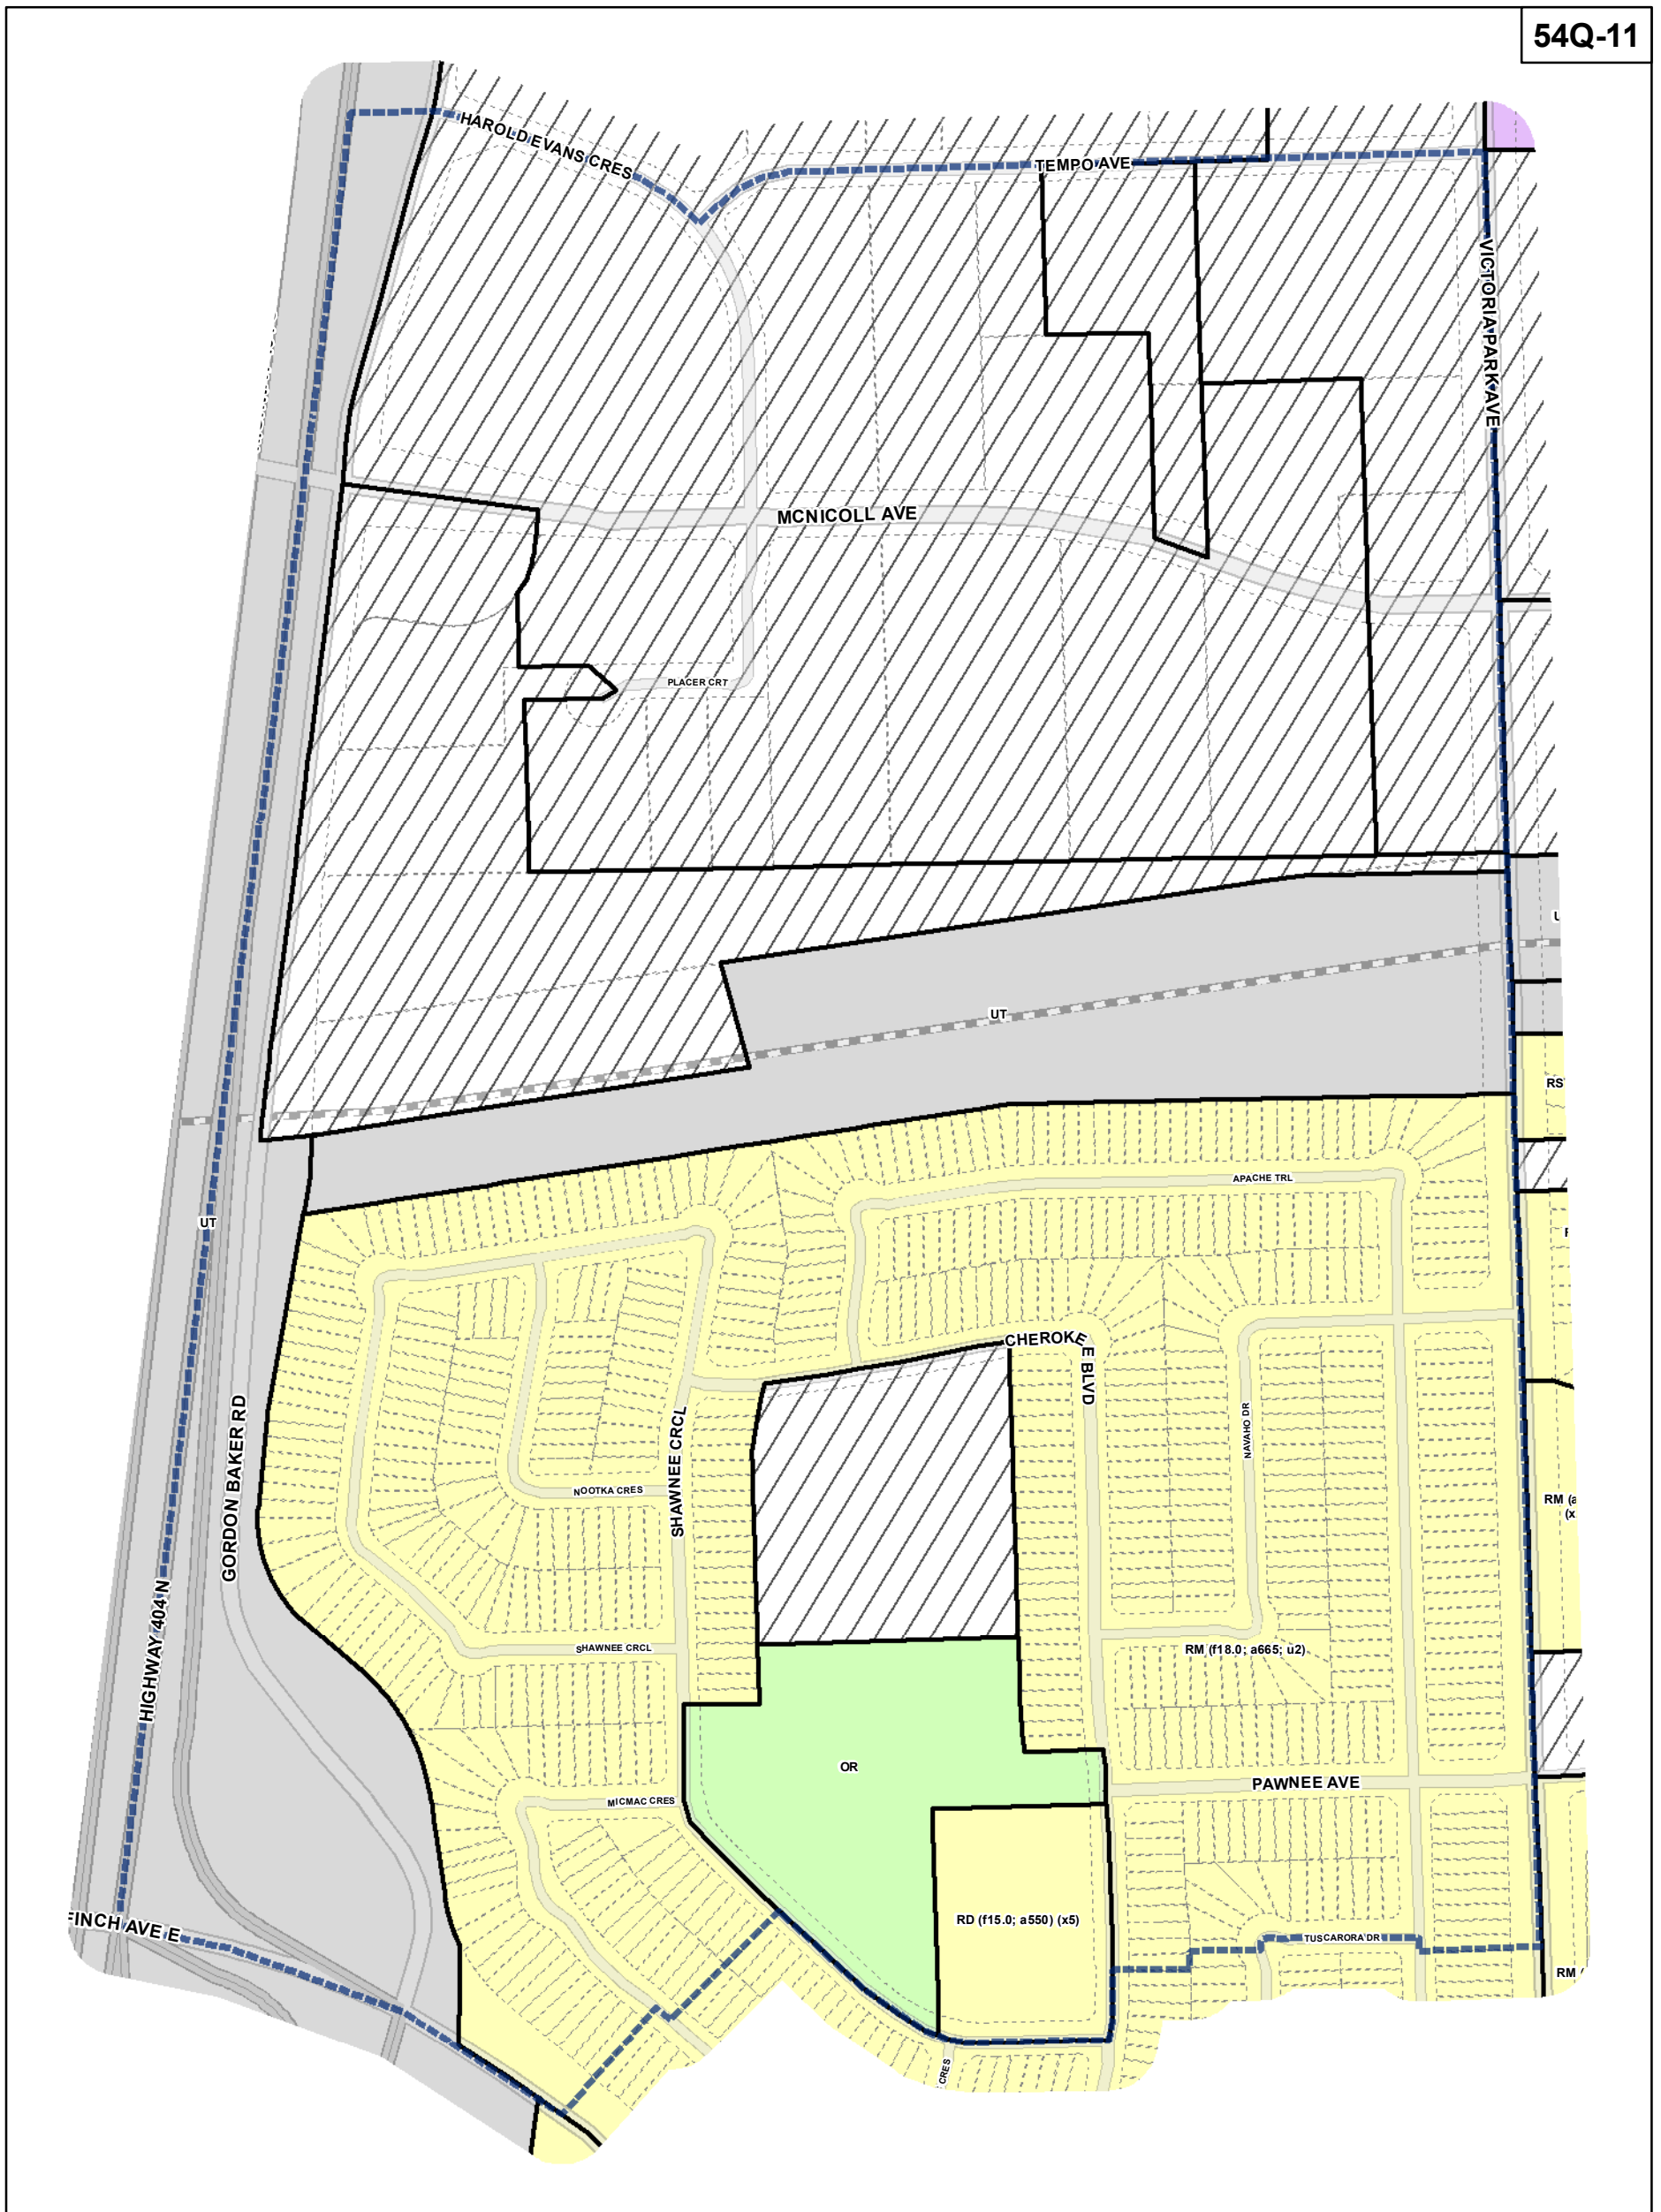 54Q-11
HAROLD EVANS CRES
TEMPO AVE
VICTORIA PARK AVE
MCNICOLL AVE
PLACER CRT
UT
RS
APACHE TRL
UT
CHEROKEE BLVD
NAVAHO DR
GORDON BAKER RD
SHAWNEE CRCL
NOOTKA CRES
RM (a
(x
HIGHWAY 404 N
SHAWNEE CRCL
RM (f18.0; a665; u2)
OR
PAWNEE AVE
MICMAC CRES
RD (f15.0; a550) (x5)
FINCH AVE E
TUSCARORA DR
RM
CRES